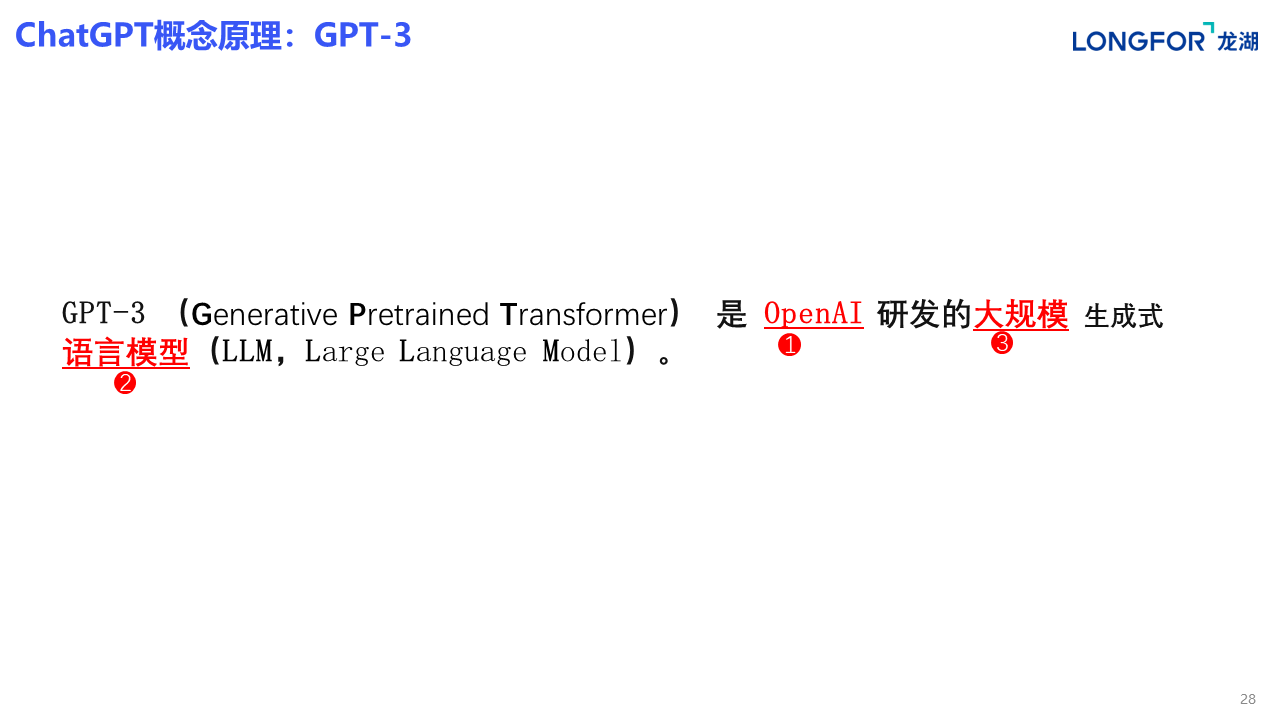 ChatGPT概念原理：GPT-3
LONGFOR 龙湖
GPT-3 （Generative Pretrained Transformer） 是 OpenAI 研发的大规模 生成式
❶ ❸
语言模型（LLM，Large Language Model）。
❷
28